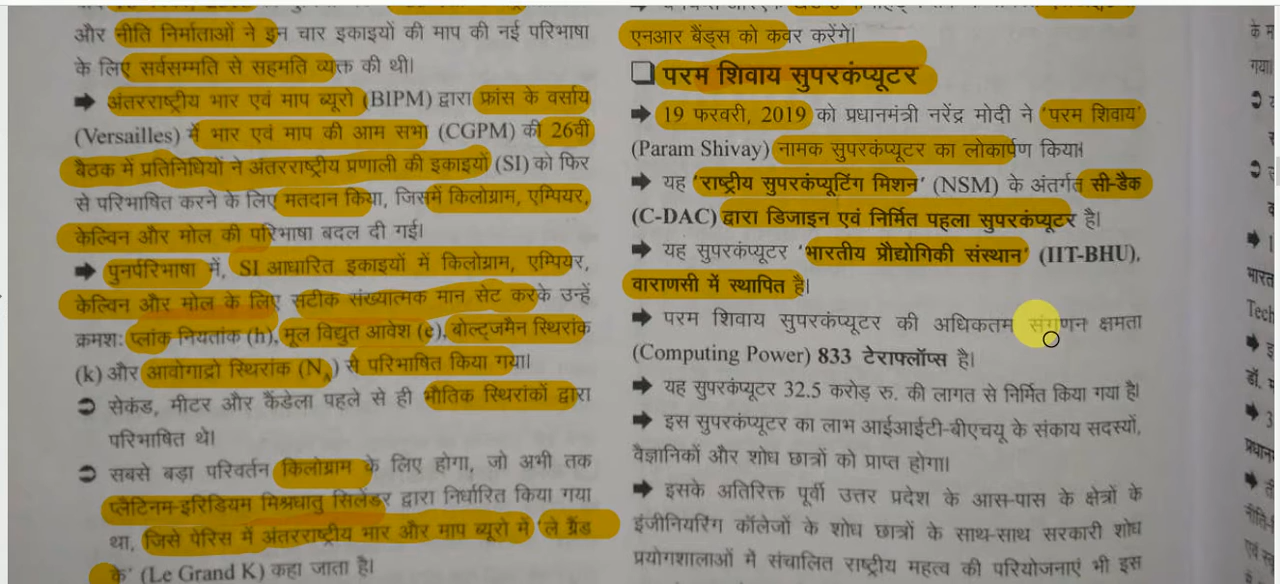 और नीति निर्माताओं ने इन चार इकाइयों की माप की नई परिभाषा
के लिए सर्वसम्मति से सहमति व्यक्त की थी।
➡ अंतरराष्ट्रीय भार एवं माप ब्यूरो (BIPM) द्वारा फ्रांस के वर्साय
(Versailles) में भार एवं माप की आम सभा (CGPM) की 26वीं
बैठक में प्रतिनिधियों ने अंतरराष्ट्रीय प्रणाली की इकाइयों (SI) को फिर
से परिभाषित करने के लिए मतदान किया, जिसमें किलोग्राम, एम्पियर,
केल्विन और मोल की परिभाषा बदल दी गई।
➡ पुनर्परिभाषा में, SI आधारित इकाइयों में किलोग्राम, एम्पियर,
केल्विन और मोल के लिए सटीक संख्यात्मक मान सेट करके उन्हें
क्रमशः प्लांक नियतांक (h), मूल विद्युत आवेश (e), बोल्ट्जमैन स्थिरांक
(k) और आवोगाद्रो स्थिरांक (NA) से परिभाषित किया गया।
➲ सेकंड, मीटर और कैंडेला पहले से ही भौतिक स्थिरांकों द्वारा
परिभाषित थे।
➲ सबसे बड़ा परिवर्तन किलोग्राम के लिए होगा, जो अभी तक
प्लैटिनम-इरिडियम मिश्रधातु सिलेंडर द्वारा निर्धारित किया गया
था, जिसे पेरिस में अंतरराष्ट्रीय भार और माप ब्यूरो में 'ले ग्रैंड
के' (Le Grand K) कहा जाता है।
एनआर बैंड्स को कवर करेंगे।
❑ परम शिवाय सुपरकंप्यूटर
➡ 19 फरवरी, 2019 को प्रधानमंत्री नरेंद्र मोदी ने 'परम शिवाय'
(Param Shivay) नामक सुपरकंप्यूटर का लोकार्पण किया।
➡ यह 'राष्ट्रीय सुपरकंप्यूटिंग मिशन' (NSM) के अंतर्गत सी-डैक
(C-DAC) द्वारा डिजाइन एवं निर्मित पहला सुपरकंप्यूटर है।
➡ यह सुपरकंप्यूटर 'भारतीय प्रौद्योगिकी संस्थान' (IIT-BHU),
वाराणसी में स्थापित है।
➡ परम शिवाय सुपरकंप्यूटर की अधिकतम संगणन क्षमता
(Computing Power) 833 टेराफ्लॉप्स है।
➡ यह सुपरकंप्यूटर 32.5 करोड़ रु. की लागत से निर्मित किया गया है।
➡ इस सुपरकंप्यूटर का लाभ आईआईटी-बीएचयू के संकाय सदस्यों,
वैज्ञानिकों और शोध छात्रों को प्राप्त होगा।
➡ इसके अतिरिक्त पूर्वी उत्तर प्रदेश के आस-पास के क्षेत्रों के
इंजीनियरिंग कॉलेजों के शोध छात्रों के साथ-साथ सरकारी शोध
प्रयोगशालाओं में संचालित राष्ट्रीय महत्व की परियोजनाएं भी इस